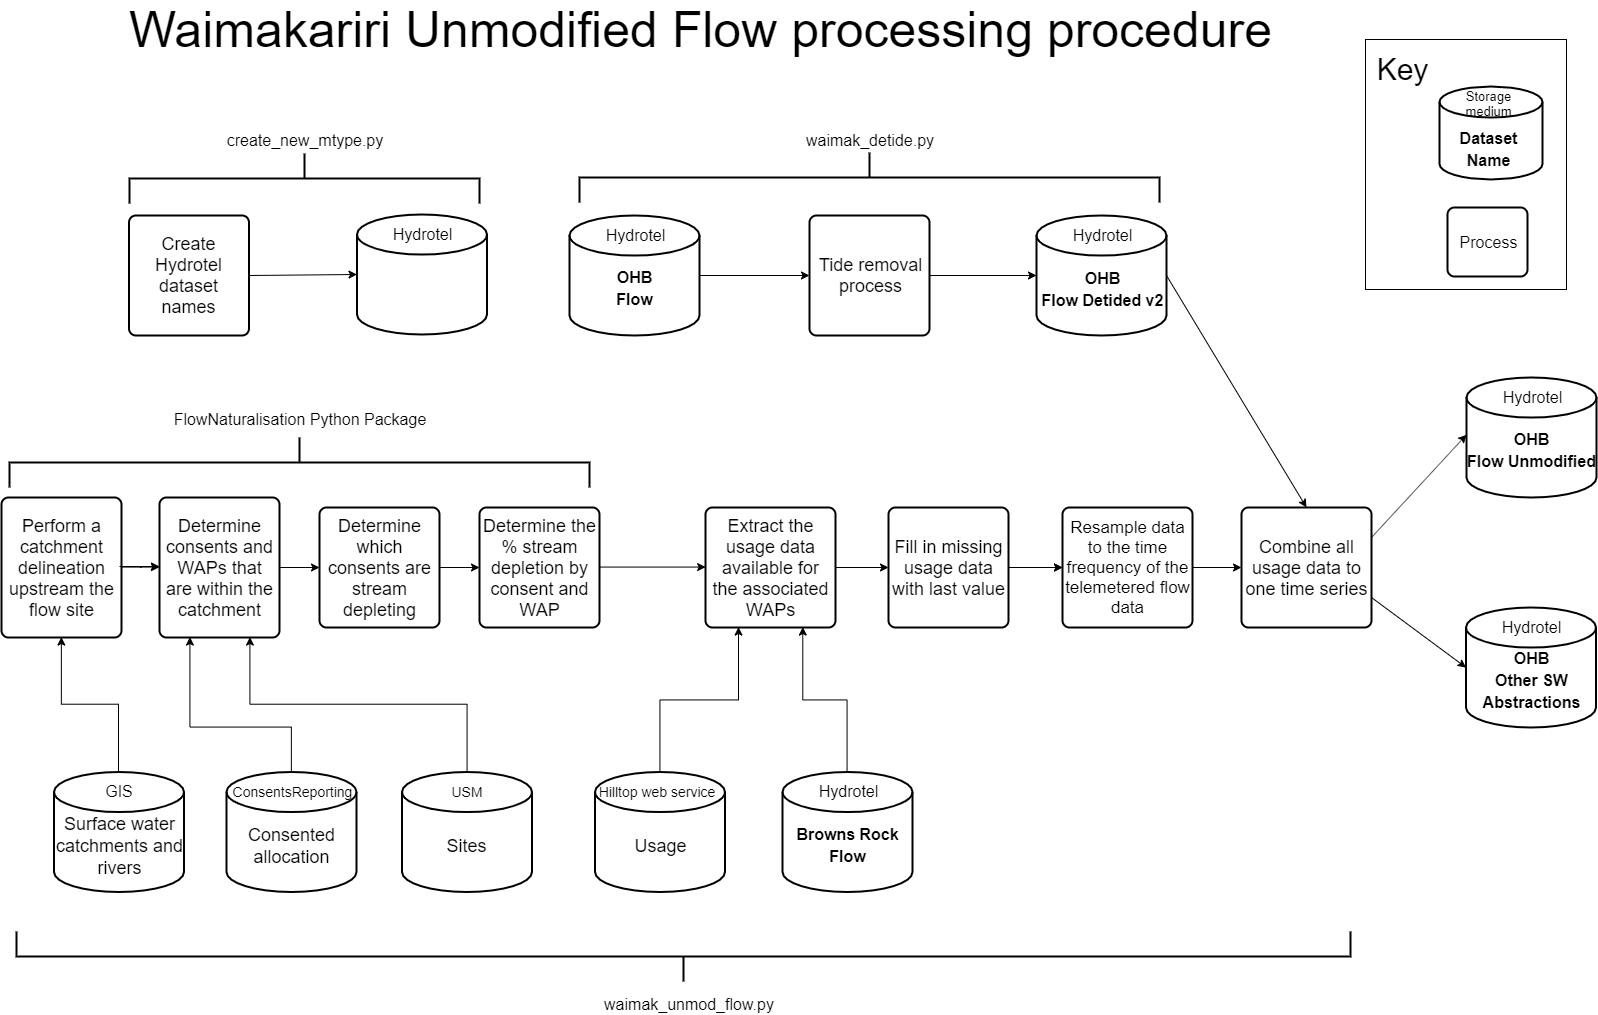 Waimakariri Unmodified Flow processing procedure
Key
Storage
medium
Dataset
Name
Process
create_new_mtype.py
Create
Hydrotel
dataset
names
Hydrotel
waimak_detide.py
Hydrotel
OHB
Flow
Tide removal
process
Hydrotel
OHB
Flow Detided v2
FlowNaturalisation Python Package
Perform a
catchment
delineation
upstream the
flow site
Determine
consents and
WAPs that
are within the
catchment
Determine
which
consents are
stream
depleting
Determine the
% stream
depletion by
consent and
WAP
Extract the
usage data
available for
the associated
WAPs
Fill in missing
usage data
with last value
Resample data
to the time
frequency of the
telemetered flow
data
Combine all
usage data to
one time series
Hydrotel
OHB
Flow Unmodified
Hydrotel
OHB
Other SW
Abstractions
GIS
Surface water
catchments and
rivers
ConsentsReporting
Consented
allocation
USM
Sites
Hilltop web service
Usage
Hydrotel
Browns Rock
Flow
waimak_unmod_flow.py